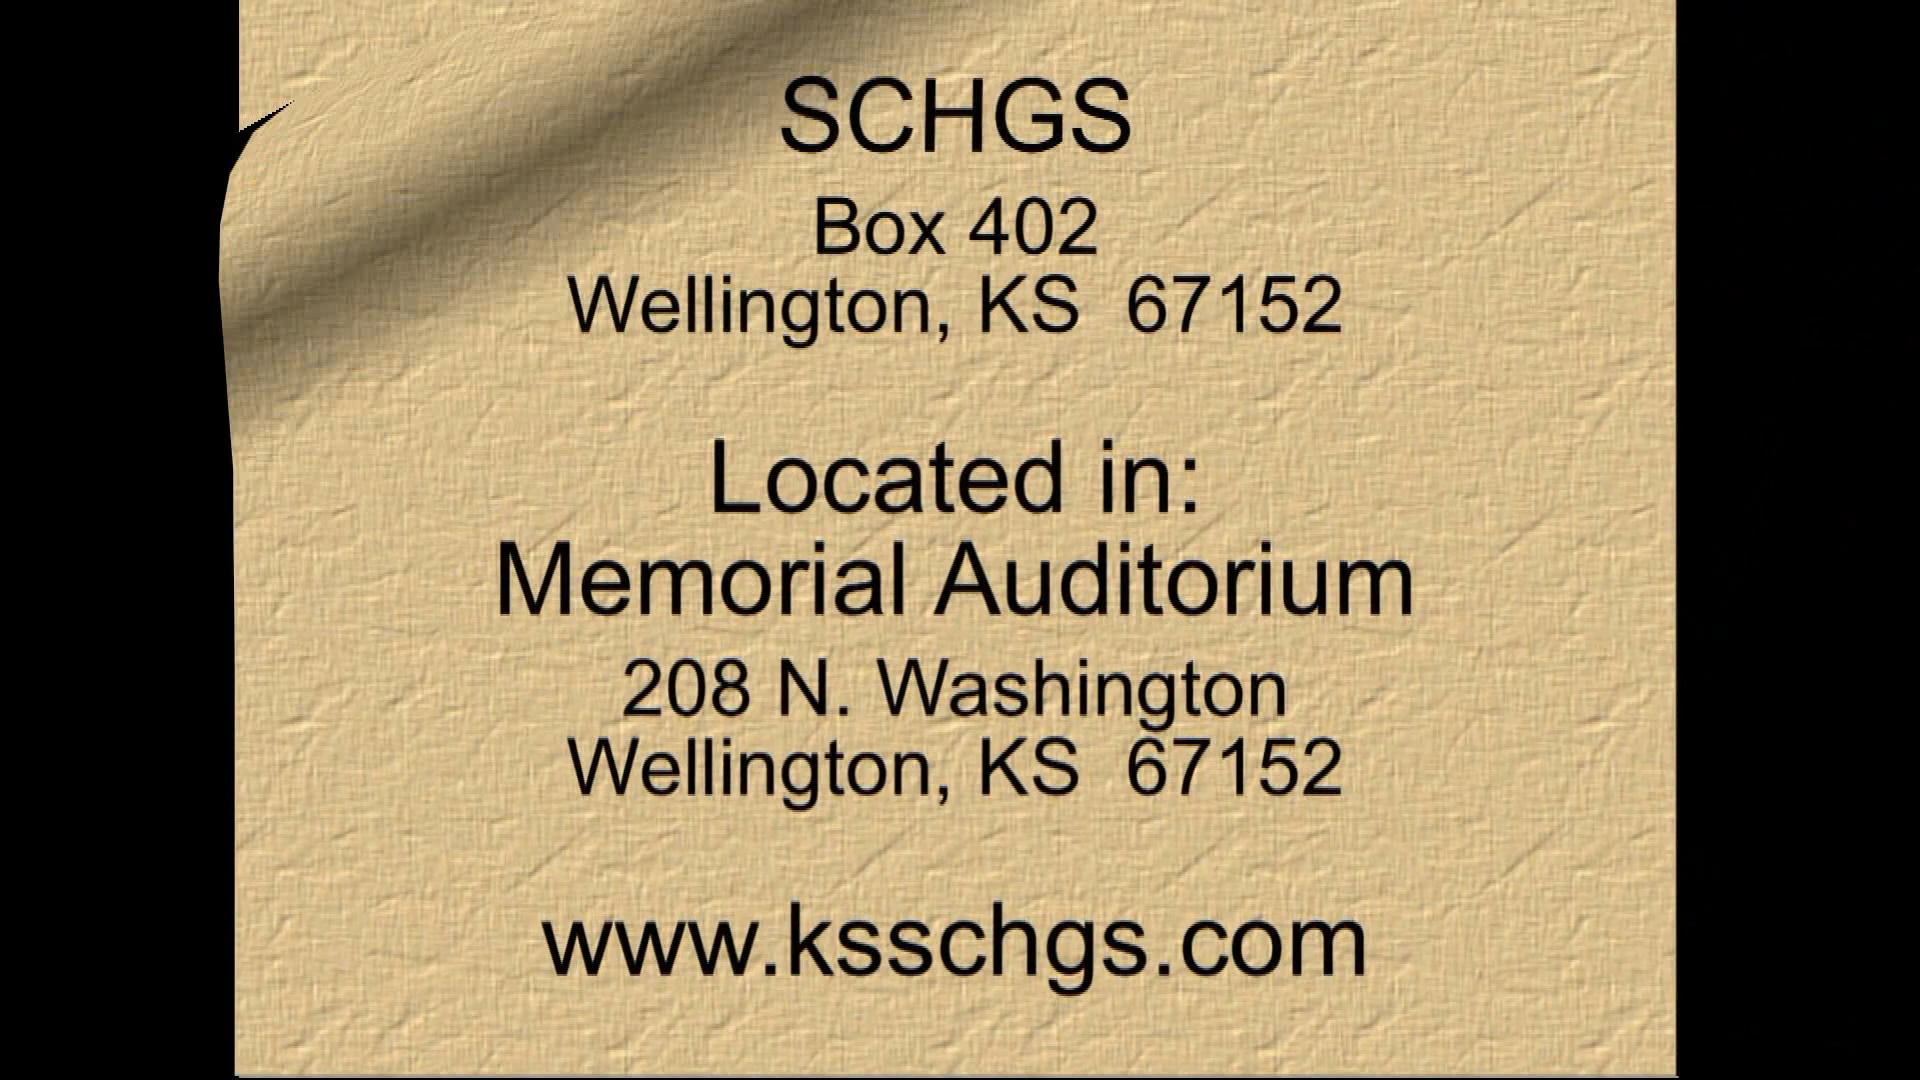 SCHGS
Box 402
Wellington, KS  67152
Located in:
Memorial Auditorium
208 N. Washington
Wellington, KS  67152
www.ksschgs.com